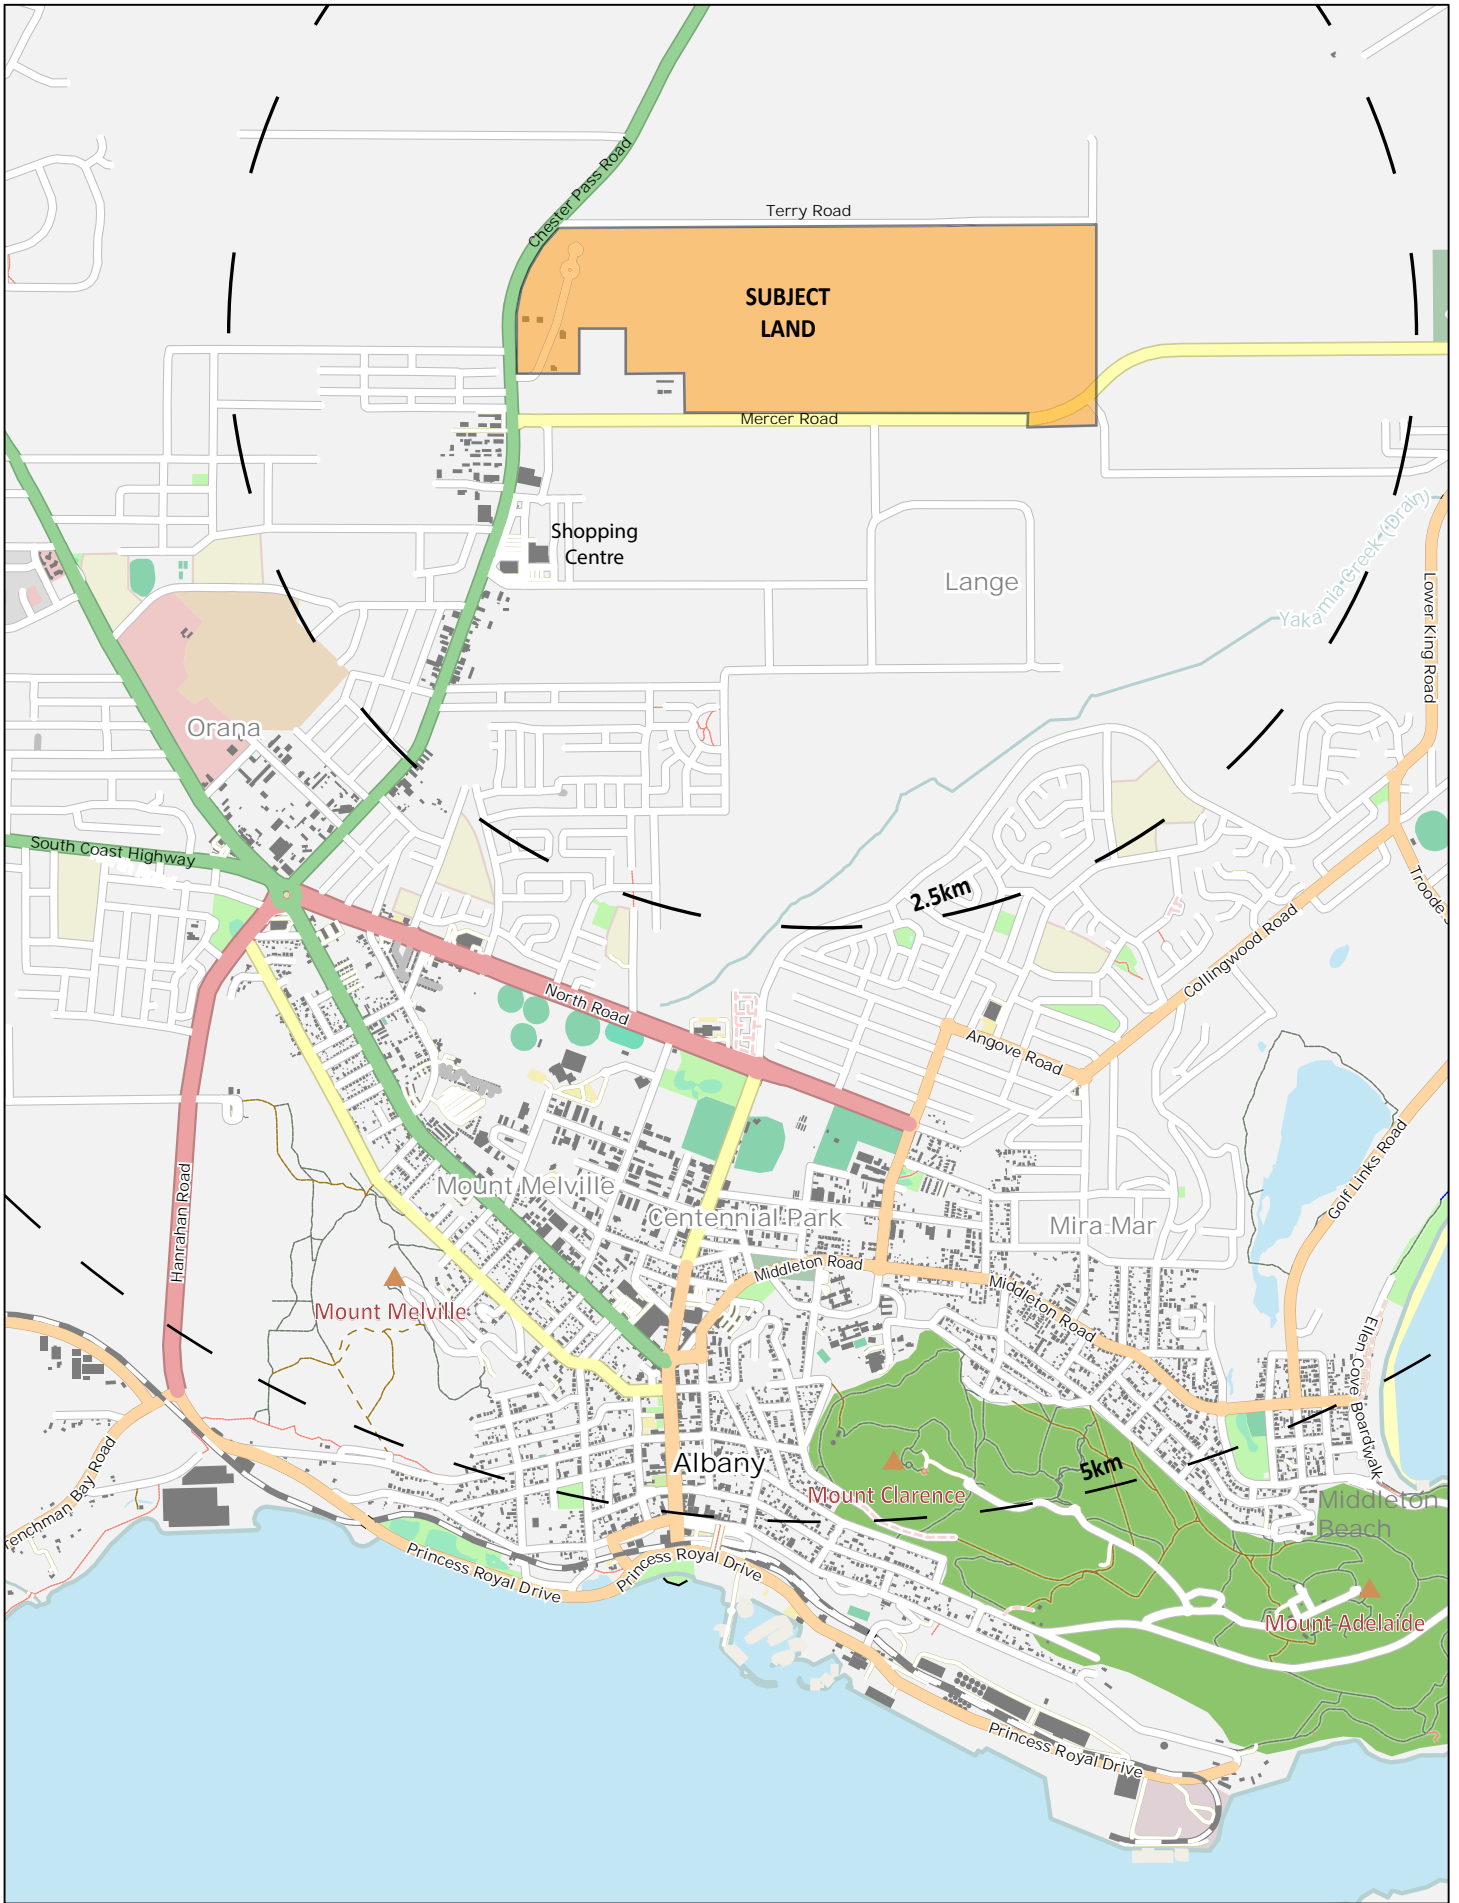 Chester Pass Road
Terry Road
SUBJECT
LAND
Mercer Road
Shopping
Centre
Lange
Yakamia Creek (Drain)
Lower King Road
Orana
South Coast Highway
2.5km
Troode S
Collingwood Road
North Road
Angove Road
Golf Links Road
Hanrahan Road
Mount Melville
Centennial Park
Mira Mar
Middleton Road
Middleton Road
Mount Melville
Ellen Cove Boardwalk
Albany
5km
Mount Clarence
Middleton
Beach
renchman Bay Road
Princess Royal Drive
Princess Royal Drive
Mount Adelaide
Princess Royal Drive